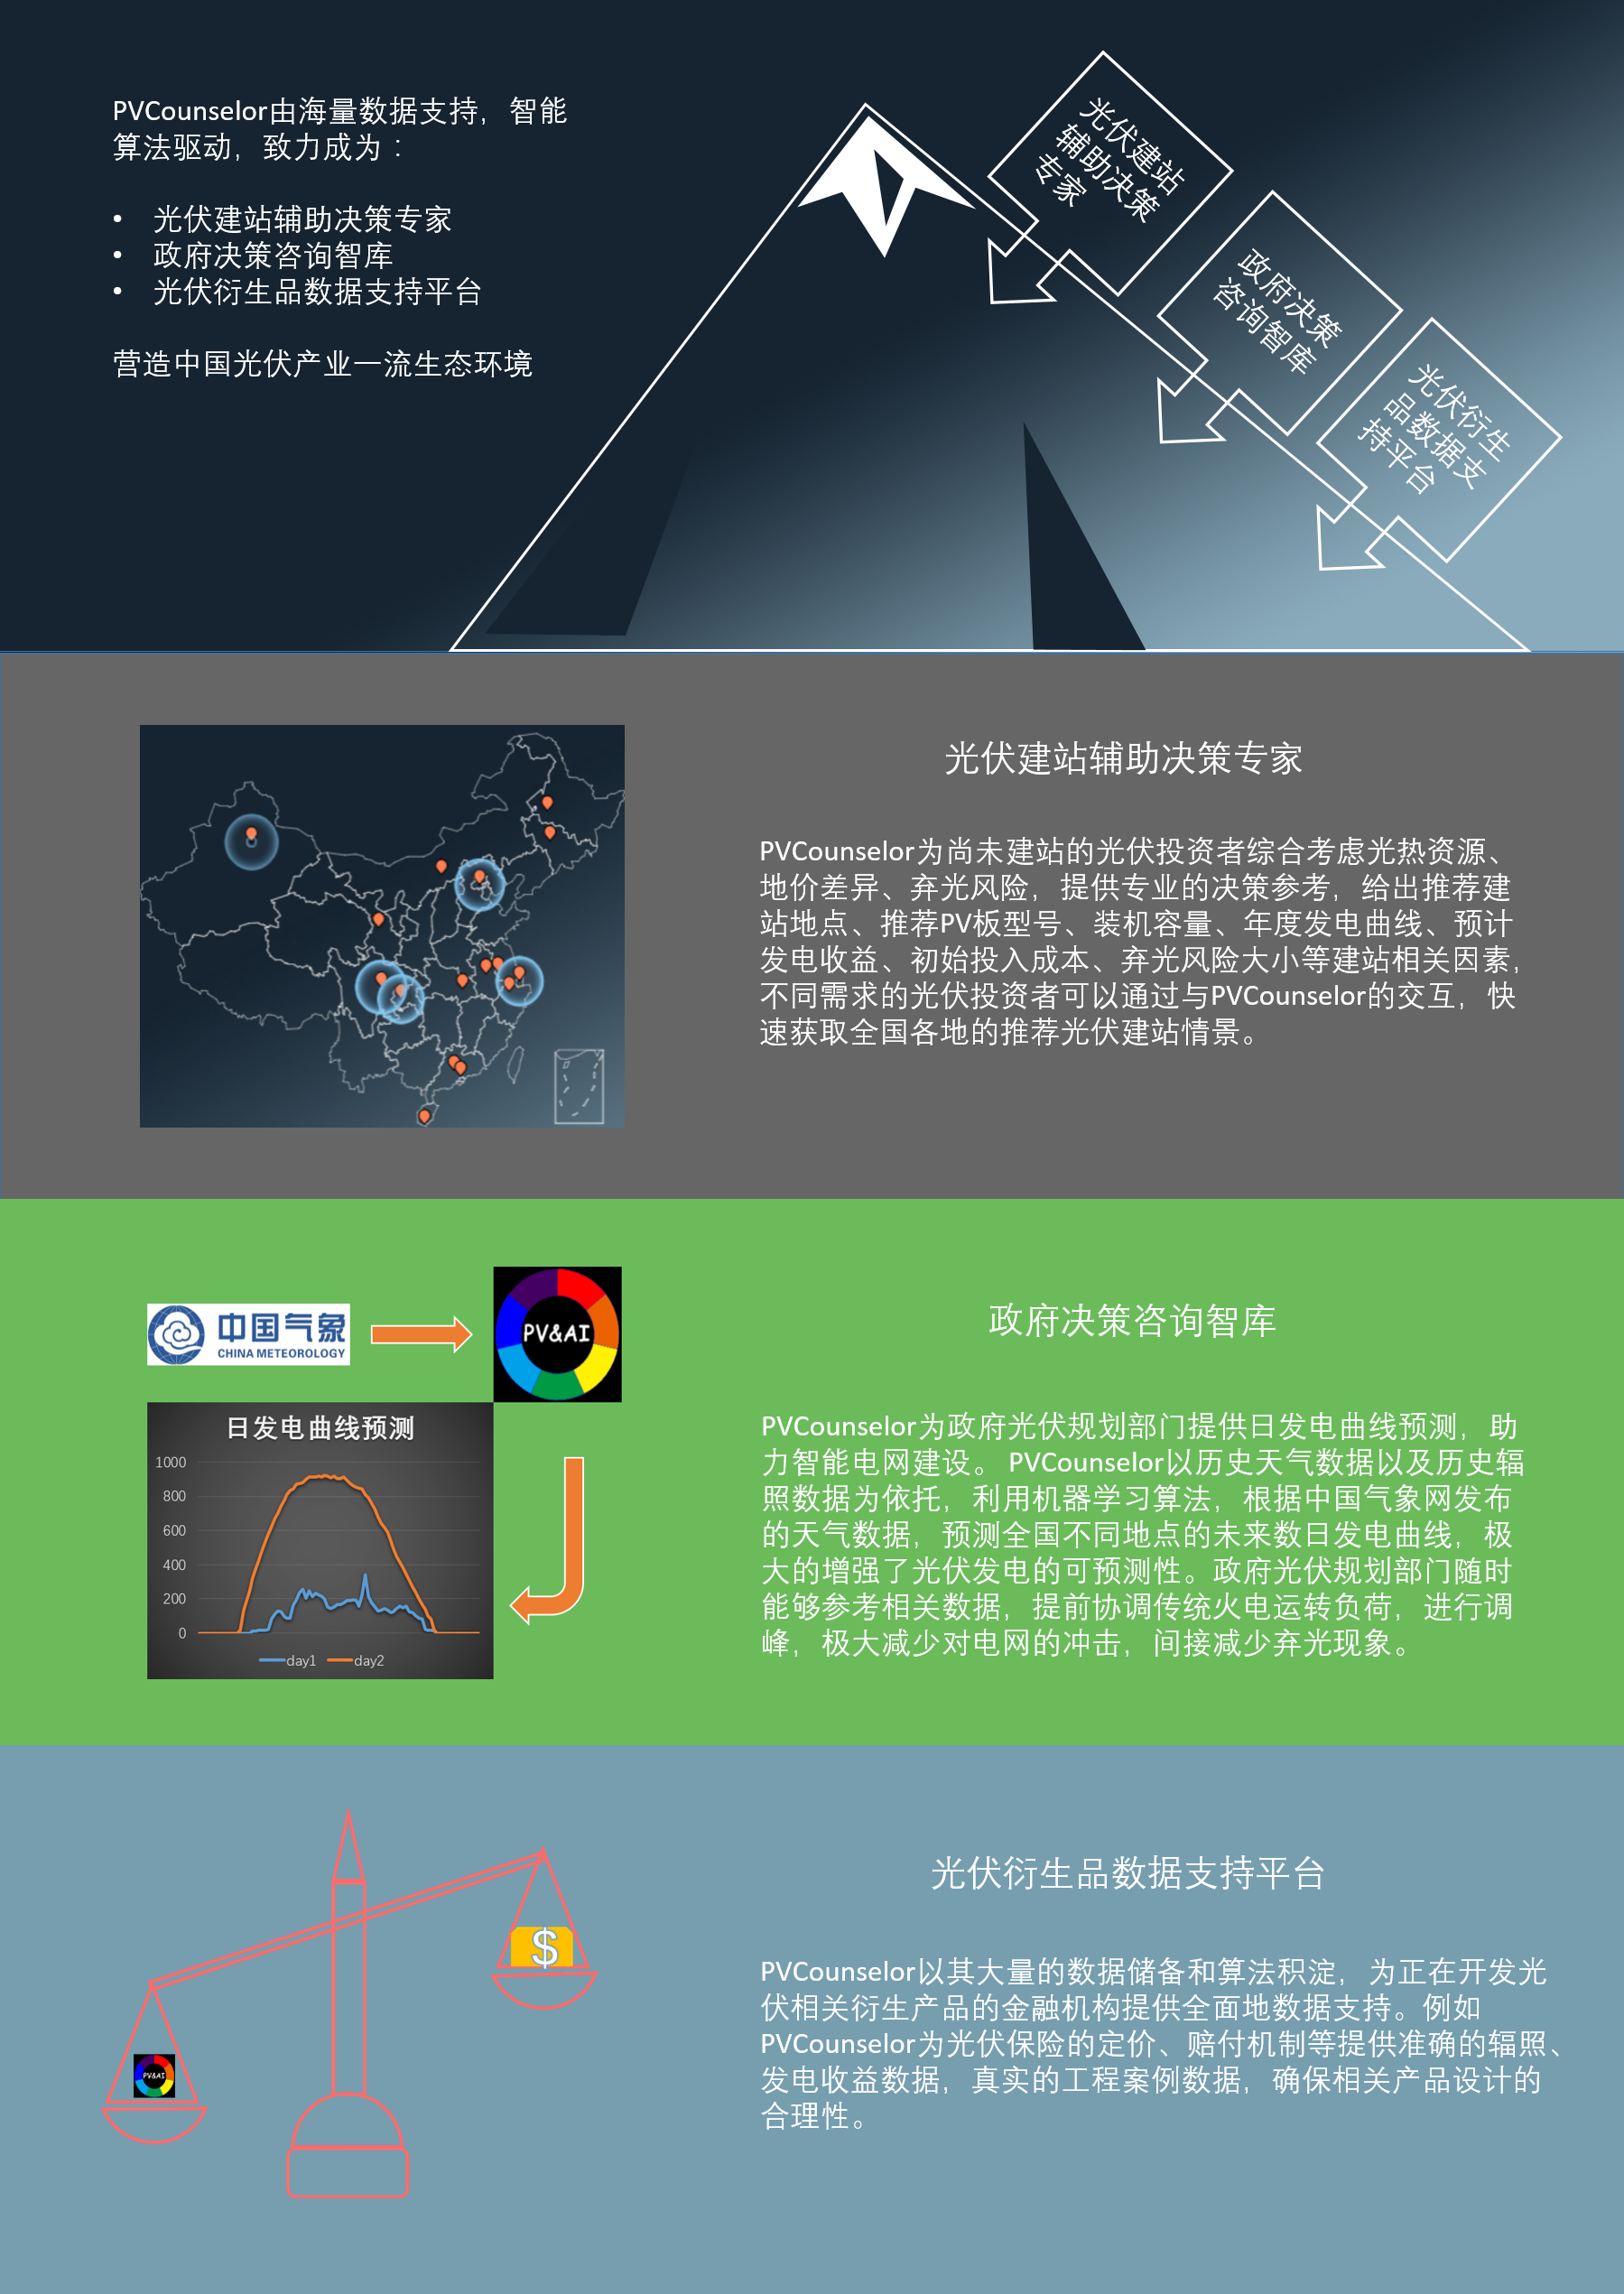 PVCounselor由海量数据支持，智能
算法驱动，致力成为：
• 光伏建站辅助决策专家
• 政府决策咨询智库
• 光伏衍生品数据支持平台
营造中国光伏产业一流生态环境
光伏建站
辅助决策
专家
政府决策
咨询智库
光伏衍生
品数据支
持平台
光伏建站辅助决策专家
PVCounselor为尚未建站的光伏投资者综合考虑光热资源、
地价差异、弃光风险，提供专业的决策参考，给出推荐建
站地点、推荐PV板型号、装机容量、年度发电曲线、预计
发电收益、初始投入成本、弃光风险大小等建站相关因素，
不同需求的光伏投资者可以通过与PVCounselor的交互，快
速获取全国各地的推荐光伏建站情景。
中国气象
CHINA METEOROLOGY
PV&AI
日发电曲线预测
1000
800
600
400
200
0
day1 day2
政府决策咨询智库
PVCounselor为政府光伏规划部门提供日发电曲线预测，助
力智能电网建设。 PVCounselor以历史天气数据以及历史辐
照数据为依托，利用机器学习算法，根据中国气象网发布
的天气数据，预测全国不同地点的未来数日发电曲线，极
大的增强了光伏发电的可预测性。政府光伏规划部门随时
能够参考相关数据，提前协调传统火电运转负荷，进行调
峰，极大减少对电网的冲击，间接减少弃光现象。
$
PV&AI
光伏衍生品数据支持平台
PVCounselor以其大量的数据储备和算法积淀，为正在开发光
伏相关衍生产品的金融机构提供全面地数据支持。例如
PVCounselor为光伏保险的定价、赔付机制等提供准确的辐照、
发电收益数据，真实的工程案例数据，确保相关产品设计的
合理性。